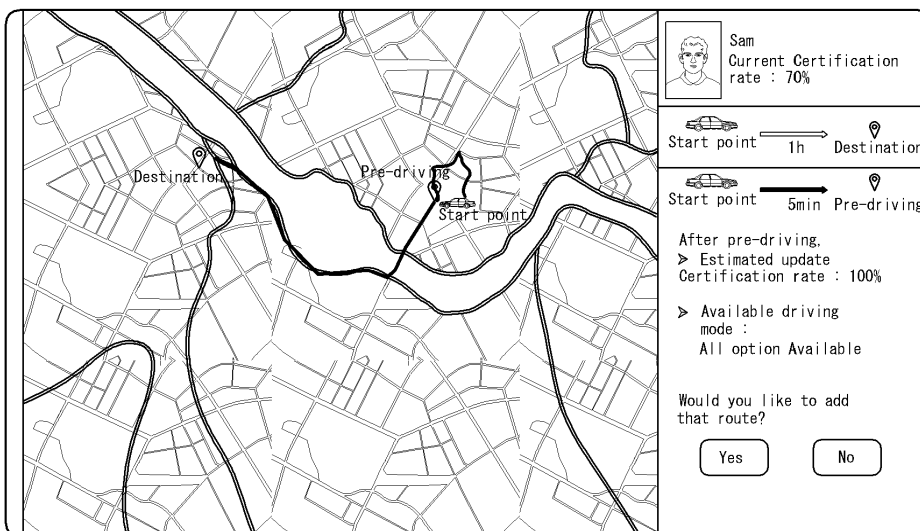 Destination
Pre-driving
Start point
Sam
Current Certification
rate : 70%
Start point
1h
Destination
Start point
5min
Pre-driving
After pre-driving,
➢ Estimated update
Certification rate : 100%
➢ Available driving
mode :
All option Available
Would you like to add
that route?
Yes
No